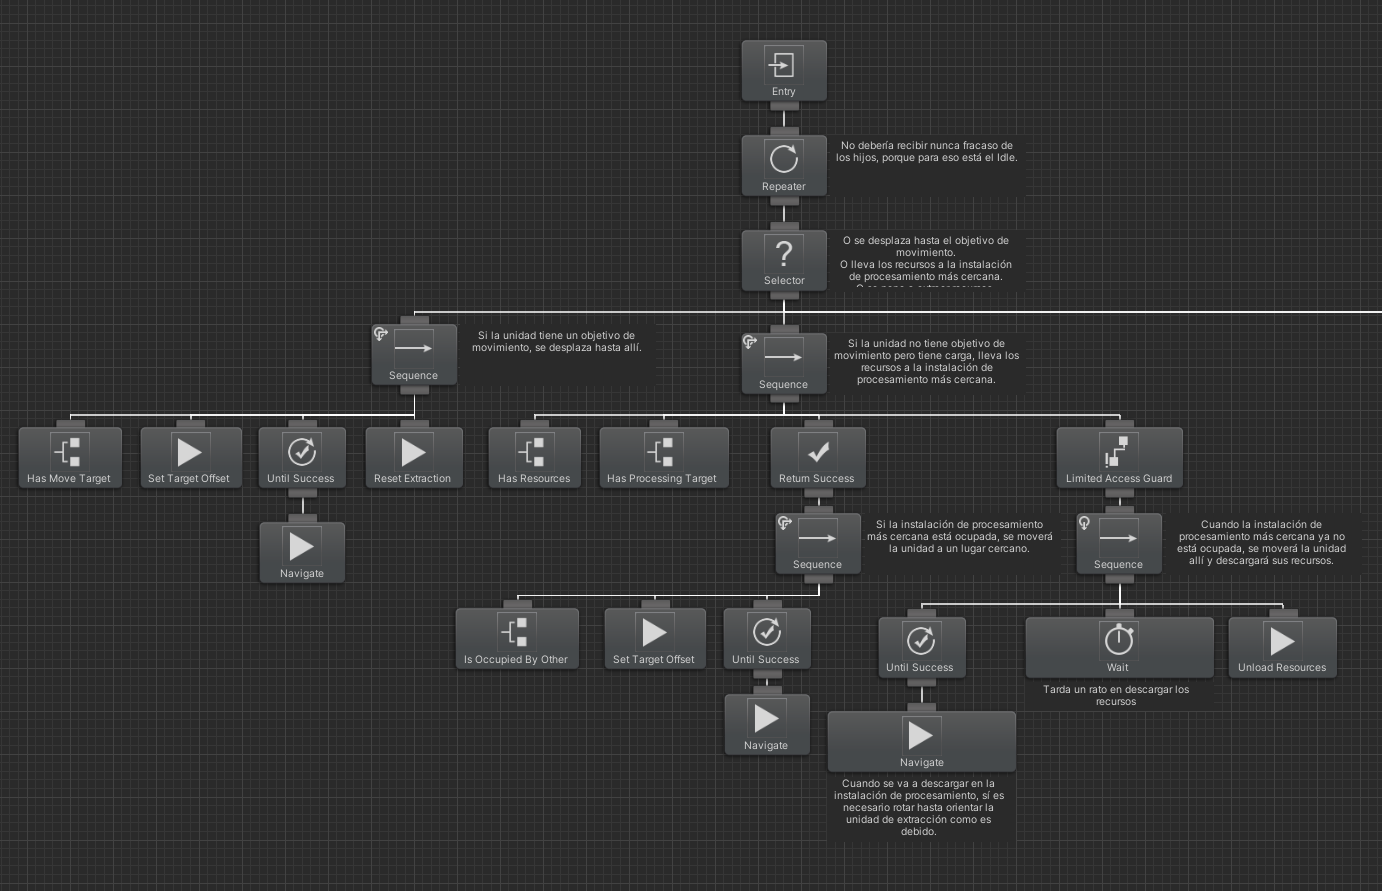 Entry
Repeater
No debería recibir nunca fracaso de
los hijos, porque para eso está el Idle.
Selector
O se desplaza hasta el objetivo de
movimiento.
O lleva los recursos a la instalación
de procesamiento más cercana.
Sequence
Si la unidad tiene un objetivo de
movimiento, se desplaza hasta allí.
Sequence
Si la unidad no tiene objetivo de
movimiento pero tiene carga, lleva los
recursos a la instalación de
procesamiento más cercana.
Has Move Target
Set Target Offset
Until Success
Reset Extraction
Has Resources
Has Processing Target
Return Success
Limited Access Guard
Navigate
Sequence
Si la instalación de procesamiento
más cercana está ocupada, se moverá
la unidad a un lugar cercano.
Sequence
Cuando la instalación de
procesamiento más cercana ya no
está ocupada, se moverá la unidad
allí y descargará sus recursos.
Is Occupied By Other
Set Target Offset
Until Success
Until Success
Wait
Unload Resources
Tarda un rato en descargar los
recursos
Navigate
Navigate
Cuando se va a descargar en la
instalación de procesamiento, sí es
necesario rotar hasta orientar la
unidad de extracción como es
debido.